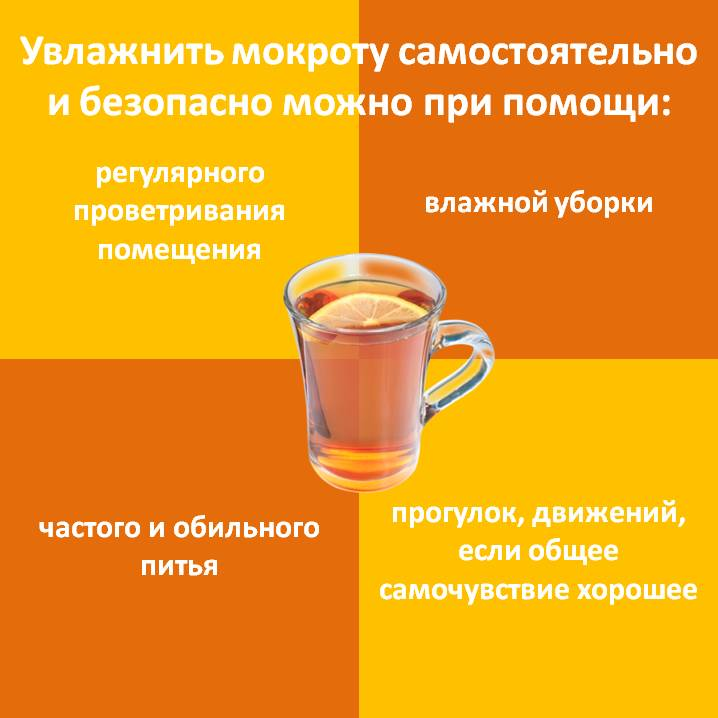 Увлажнить мокроту самостоятельно
и безопасно можно при помощи:
регулярного
проветривания
помещения
влажной уборки
частого и обильного
питья
прогулок, движений,
если общее
самочувствие хорошее